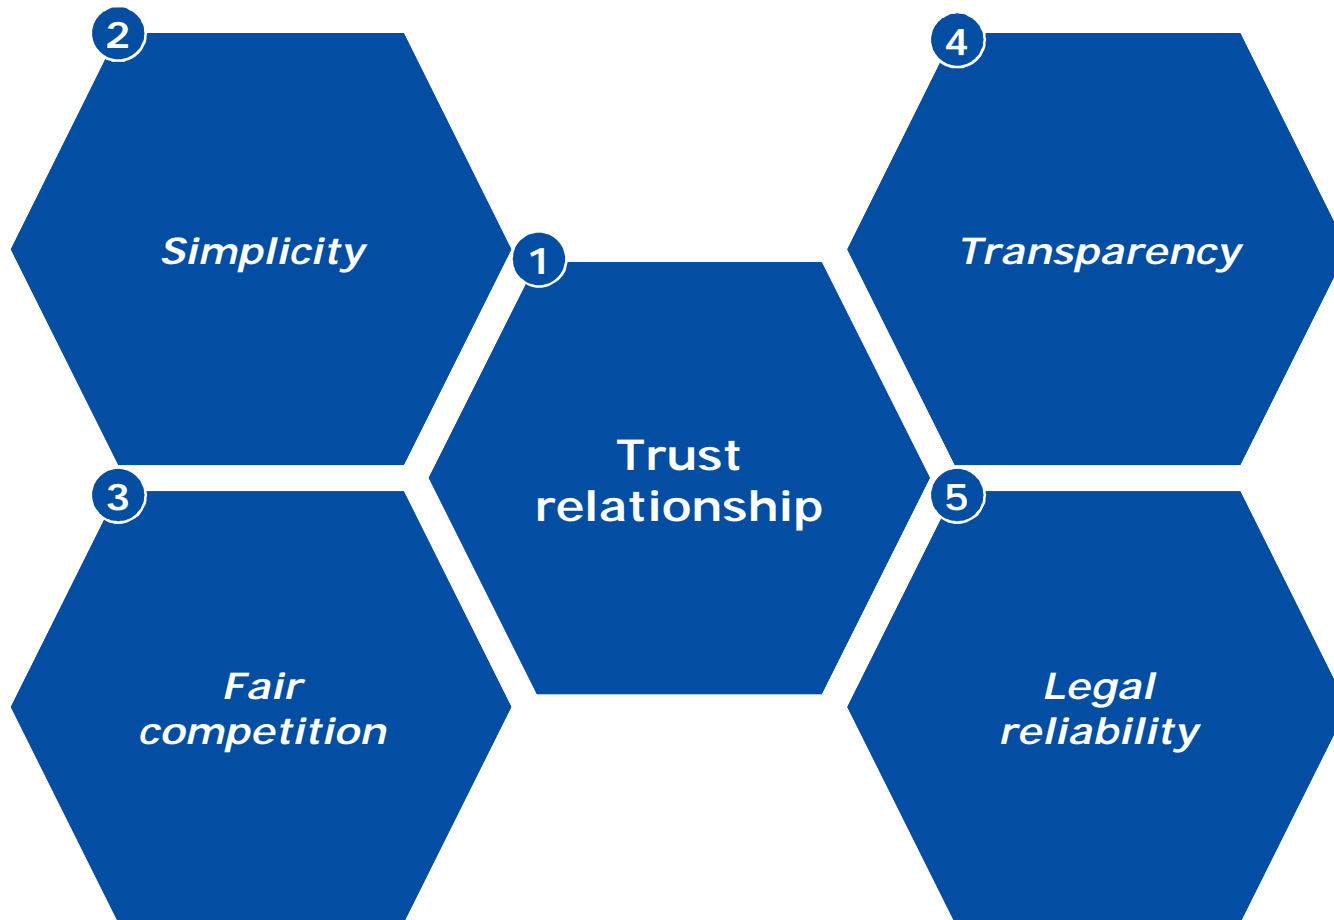 2
Simplicity
4
Transparency
1
Trust
relationship
3
Fair
competition
5
Legal
reliability